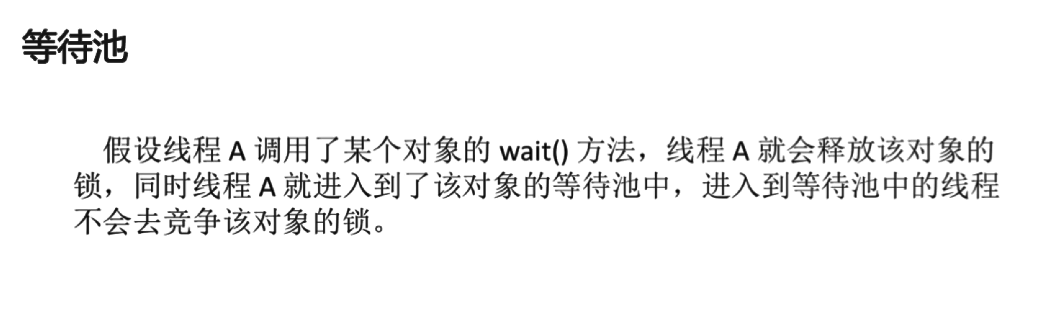 等待池
假设线程 A 调用了某个对象的 wait() 方法，线程 A 就会释放该对象的
锁，同时线程 A 就进入到了该对象的等待池中，进入到等待池中的线程
不会去竞争该对象的锁。